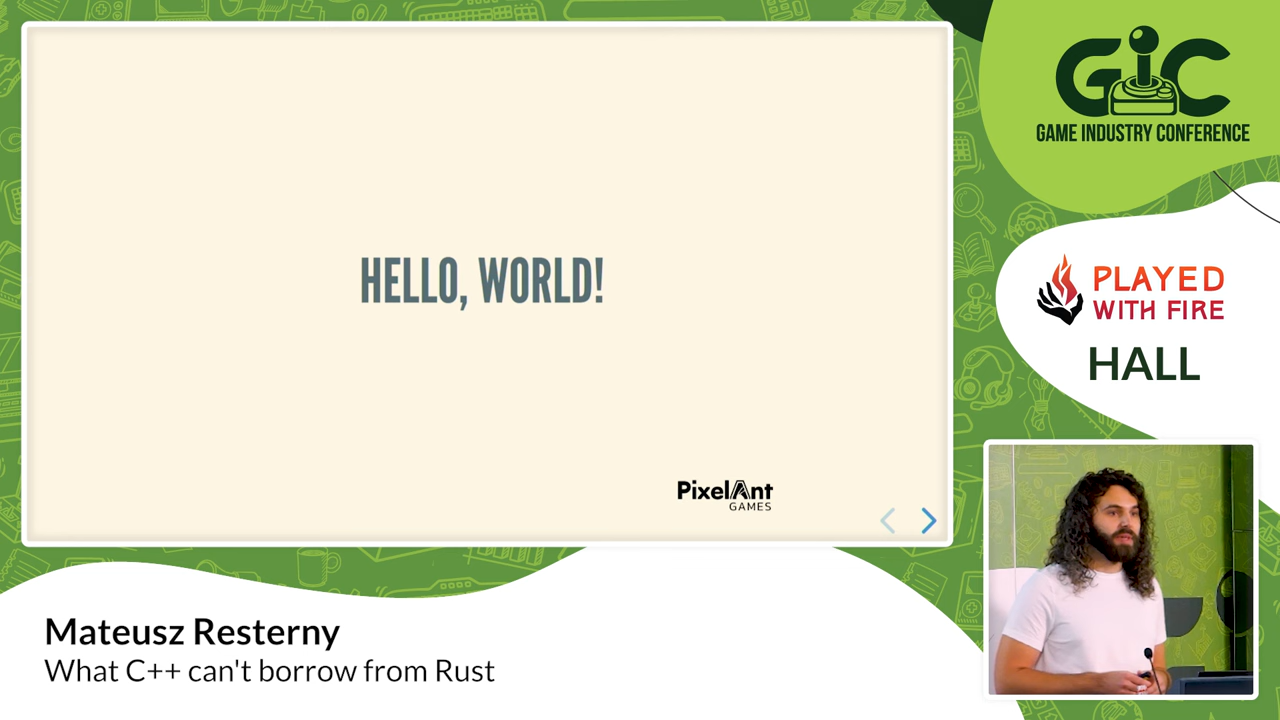 HELLO, WORLD!
PixelAnt
GAMES
GIC
GAME INDUSTRY CONFERENCE
PLAYED
WITH FIRE
HALL
Mateusz Resterny
What C++ can't borrow from Rust